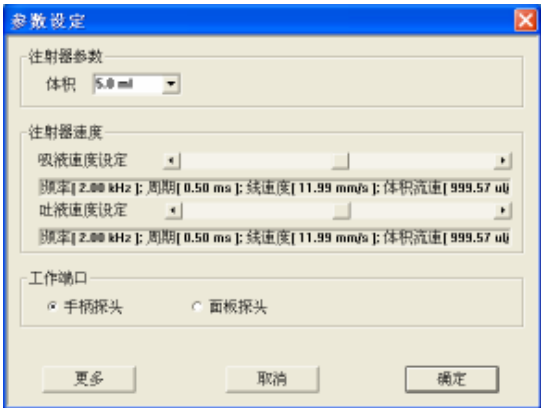 参数设定
注射器参数
体积 5.0 ml
注射器速度
吸液速度设定
频率[ 2.00 kHz ]; 周期[ 0.50 ms ]; 线速度[ 11.99 mm/s ]; 体积流速[ 999.57 ul/
吐液速度设定
频率[ 2.00 kHz ]; 周期[ 0.50 ms ]; 线速度[ 11.99 mm/s ]; 体积流速[ 999.57 ul/
工作端口
手柄探头 面板探头
更多 取消 确定